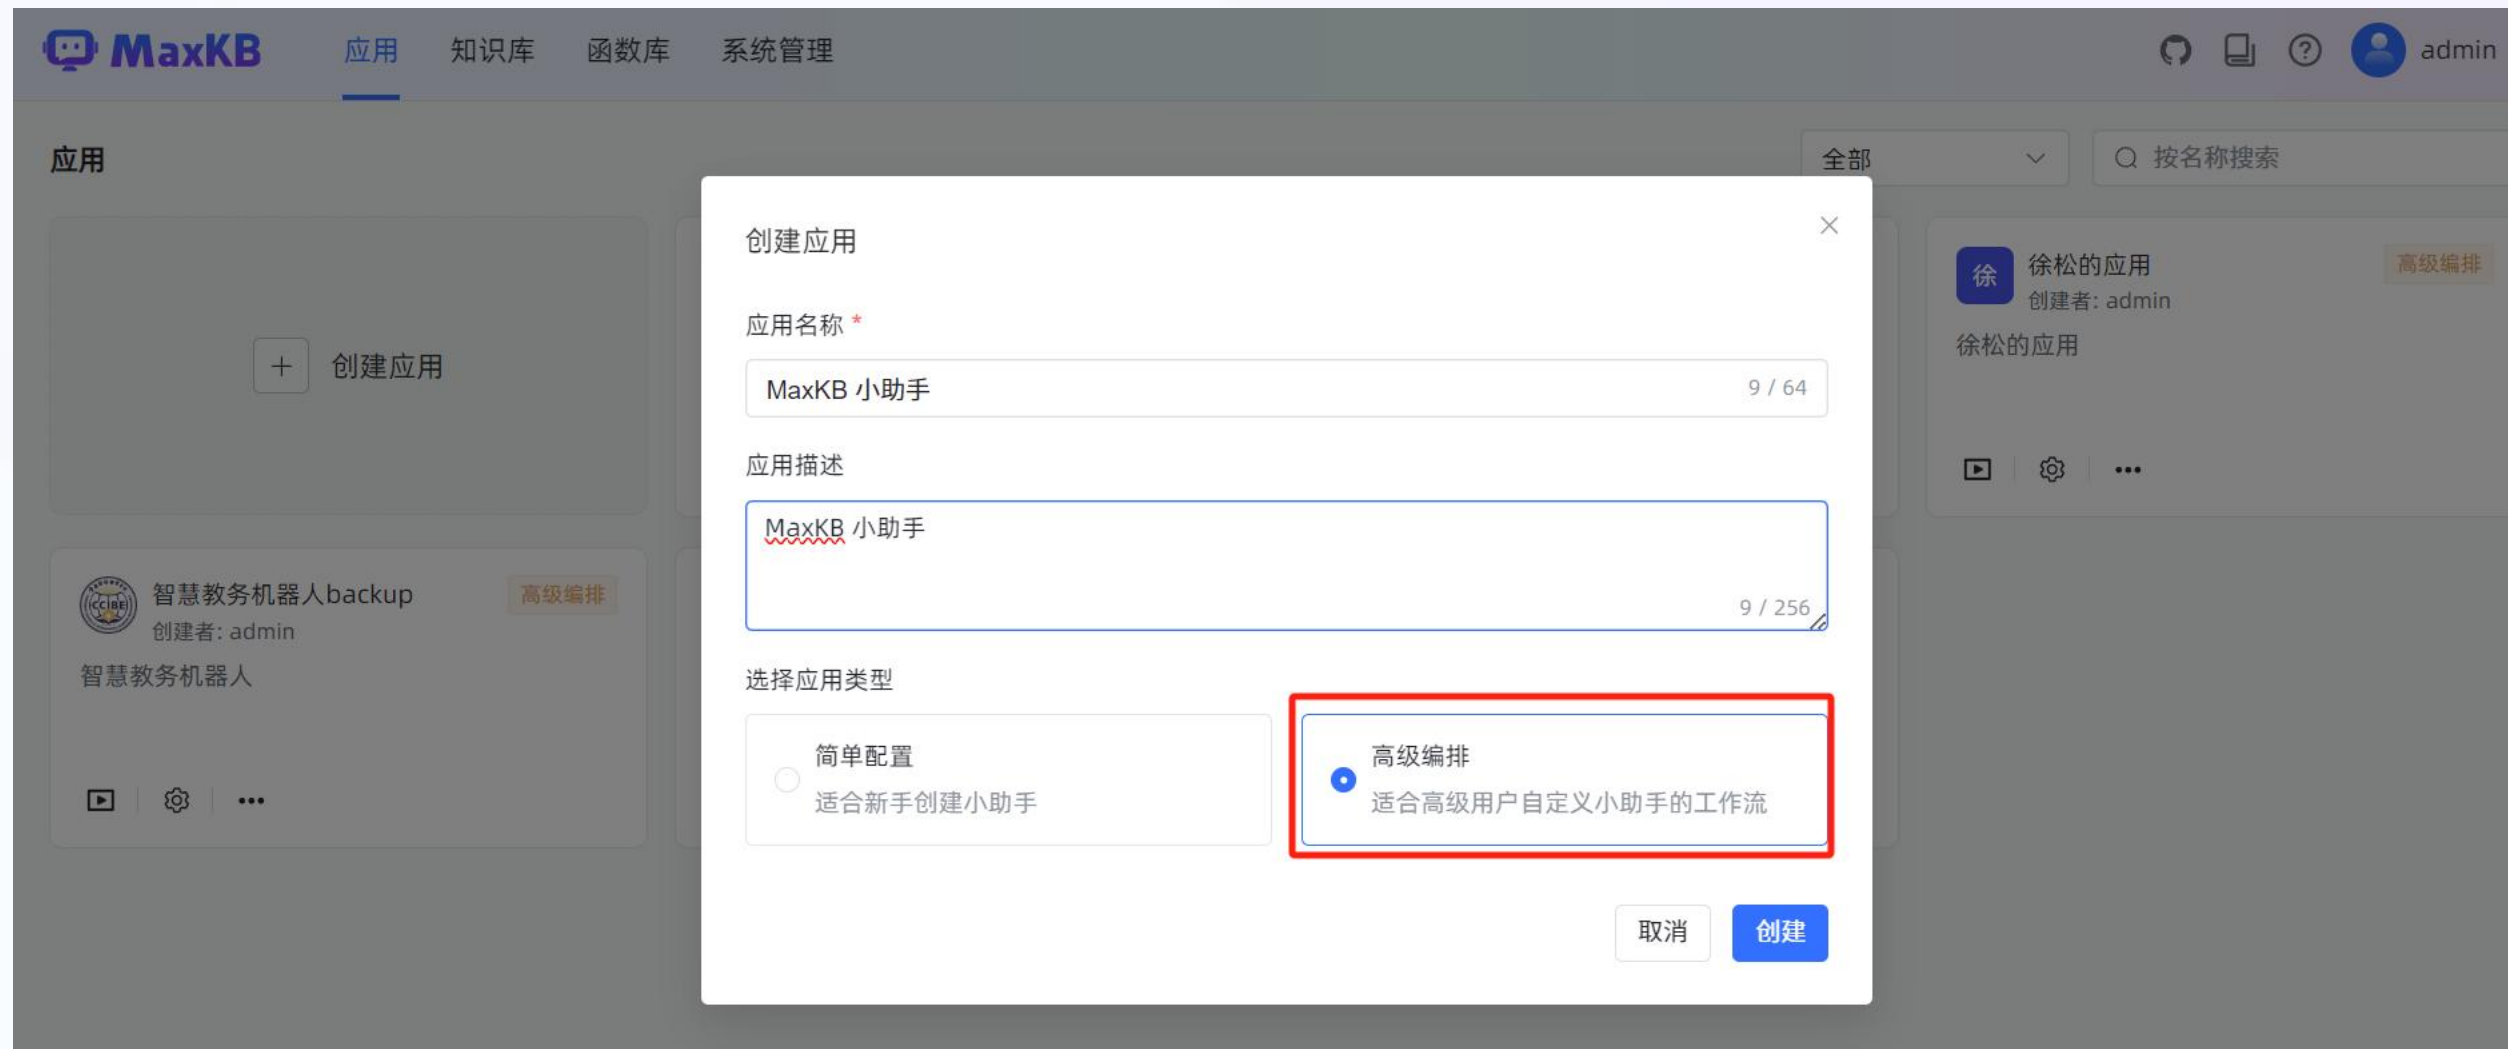 MaxKB 应用 知识库 函数库 系统管理 admin
应用 全部 按名称搜索
创建应用
徐 徐松的应用 高级编排
创建者: admin
徐松的应用
智慧教务机器人backup 高级编排
创建者: admin
智慧教务机器人
创建应用
应用名称 *
MaxKB 小助手 9 / 64
应用描述
MaxKB 小助手
9 / 256
选择应用类型
简单配置
适合新手创建小助手
高级编排
适合高级用户自定义小助手的工作流
取消 创建